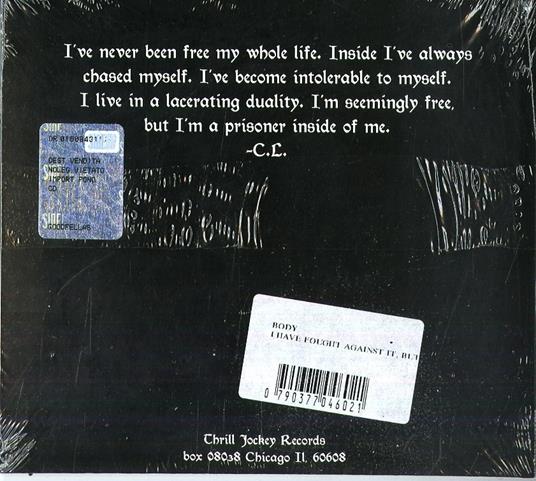 I've never been free my whole life. Inside I've always
chased myself. I've become intolerable to myself.
I live in a lacerating duality. I'm seemingly free,
but I'm a prisoner inside of me.
-C.L.
DEST VENDITA
NOLEG VIETATO
IMPORT FONO
CD
GOODFELLAS
BODY
I HAVE FOUGHT AGAINST IT, BUT
0 790377 046021
Thrill Jockey Records
box 08038 Chicago Il, 60608